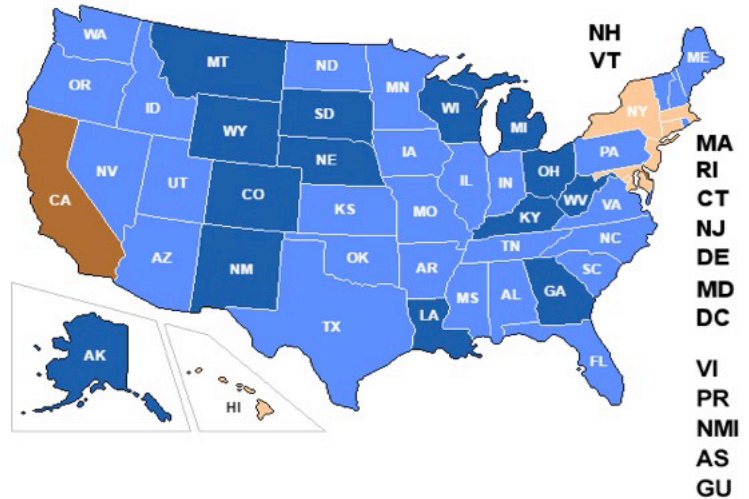 WA
MT
ND
MN
OR
ID
WY
SD
WI
MI
NY
ME
NH
VT
NV
UT
CO
NE
IA
IL
IN
OH
PA
CA
AZ
NM
KS
MO
KY
WV
VA
OK
AR
TN
NC
TX
LA
MS
AL
GA
SC
FL
AK
HI
MA
RI
CT
NJ
DE
MD
DC
VI
PR
NMI
AS
GU